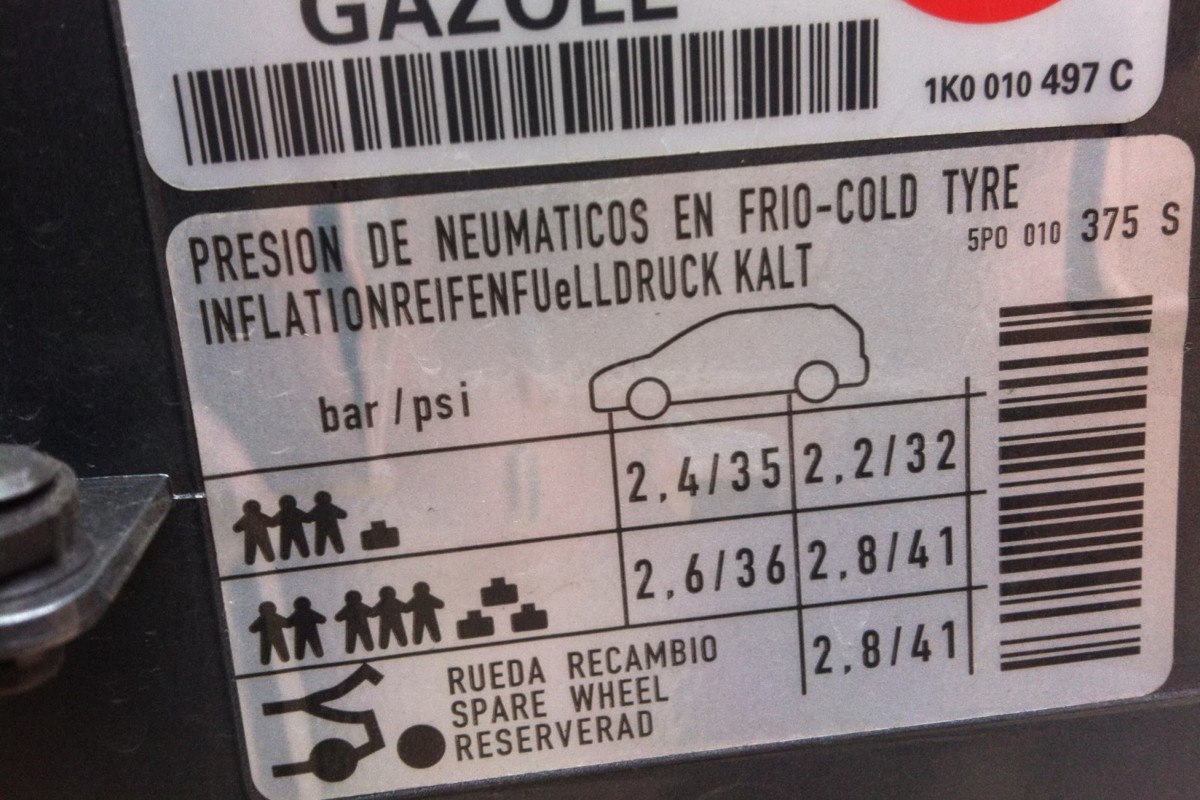 GAZOLE
1K0 010 497 C
PRESION DE NEUMATICOS EN FRIO-COLD TYRE
5P0 010 375 S
INFLATIONREIFENFUeLLDRUCK KALT
bar/psi
2,4/35 2,2/32
2,6/36 2,8/41
2,8/41
RUEDA RECAMBIO
SPARE WHEEL
RESERVERAD